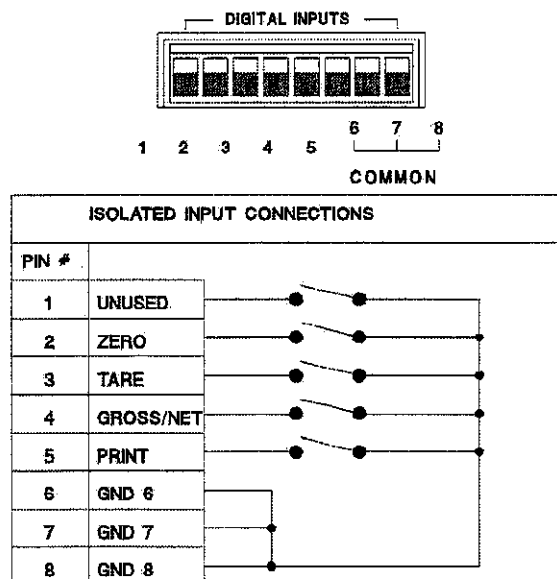 DIGITAL INPUTS
1 2 3 4 5 6 7 8
COMMON
ISOLATED INPUT CONNECTIONS
PIN #
1 UNUSED
2 ZERO
3 TARE
4 GROSS/NET
5 PRINT
6 GND 6
7 GND 7
8 GND 8